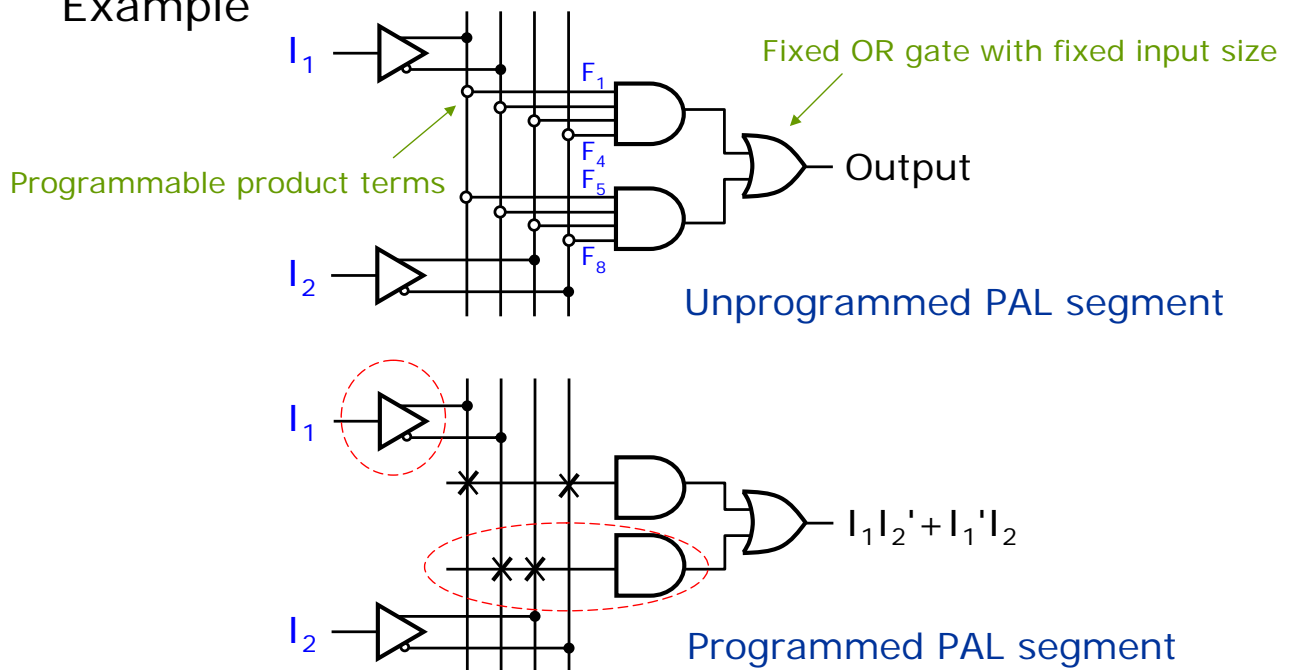 Example
I₁
Fixed OR gate with fixed input size
F₁
F₄
Output
Programmable product terms
F₅
F₈
I₂
Unprogrammed PAL segment
I₁
I₁I₂'+I₁'I₂
I₂
Programmed PAL segment